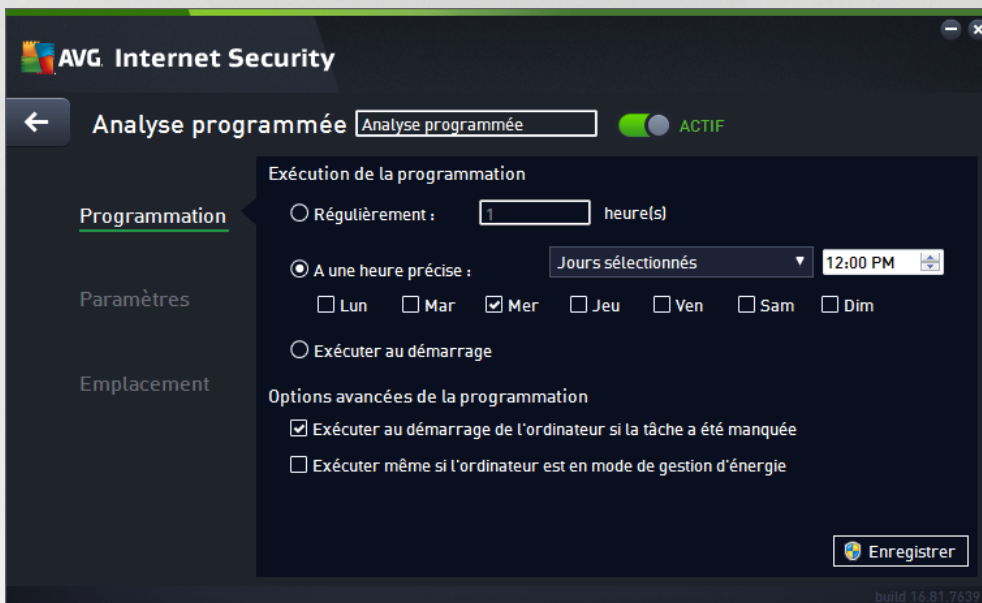 AVG. Internet Security
Analyse programmée Analyse programmée ACTIF
Exécution de la programmation
Programmation
Régulièrement : 1 heure(s)
A une heure précise : Jours sélectionnés 12:00 PM
Lun Mar Mer Jeu Ven Sam Dim
Paramètres
Exécuter au démarrage
Emplacement
Options avancées de la programmation
Exécuter au démarrage de l'ordinateur si la tâche a été manquée
Exécuter même si l'ordinateur est en mode de gestion d'énergie
Enregistrer
build 16.81.7639